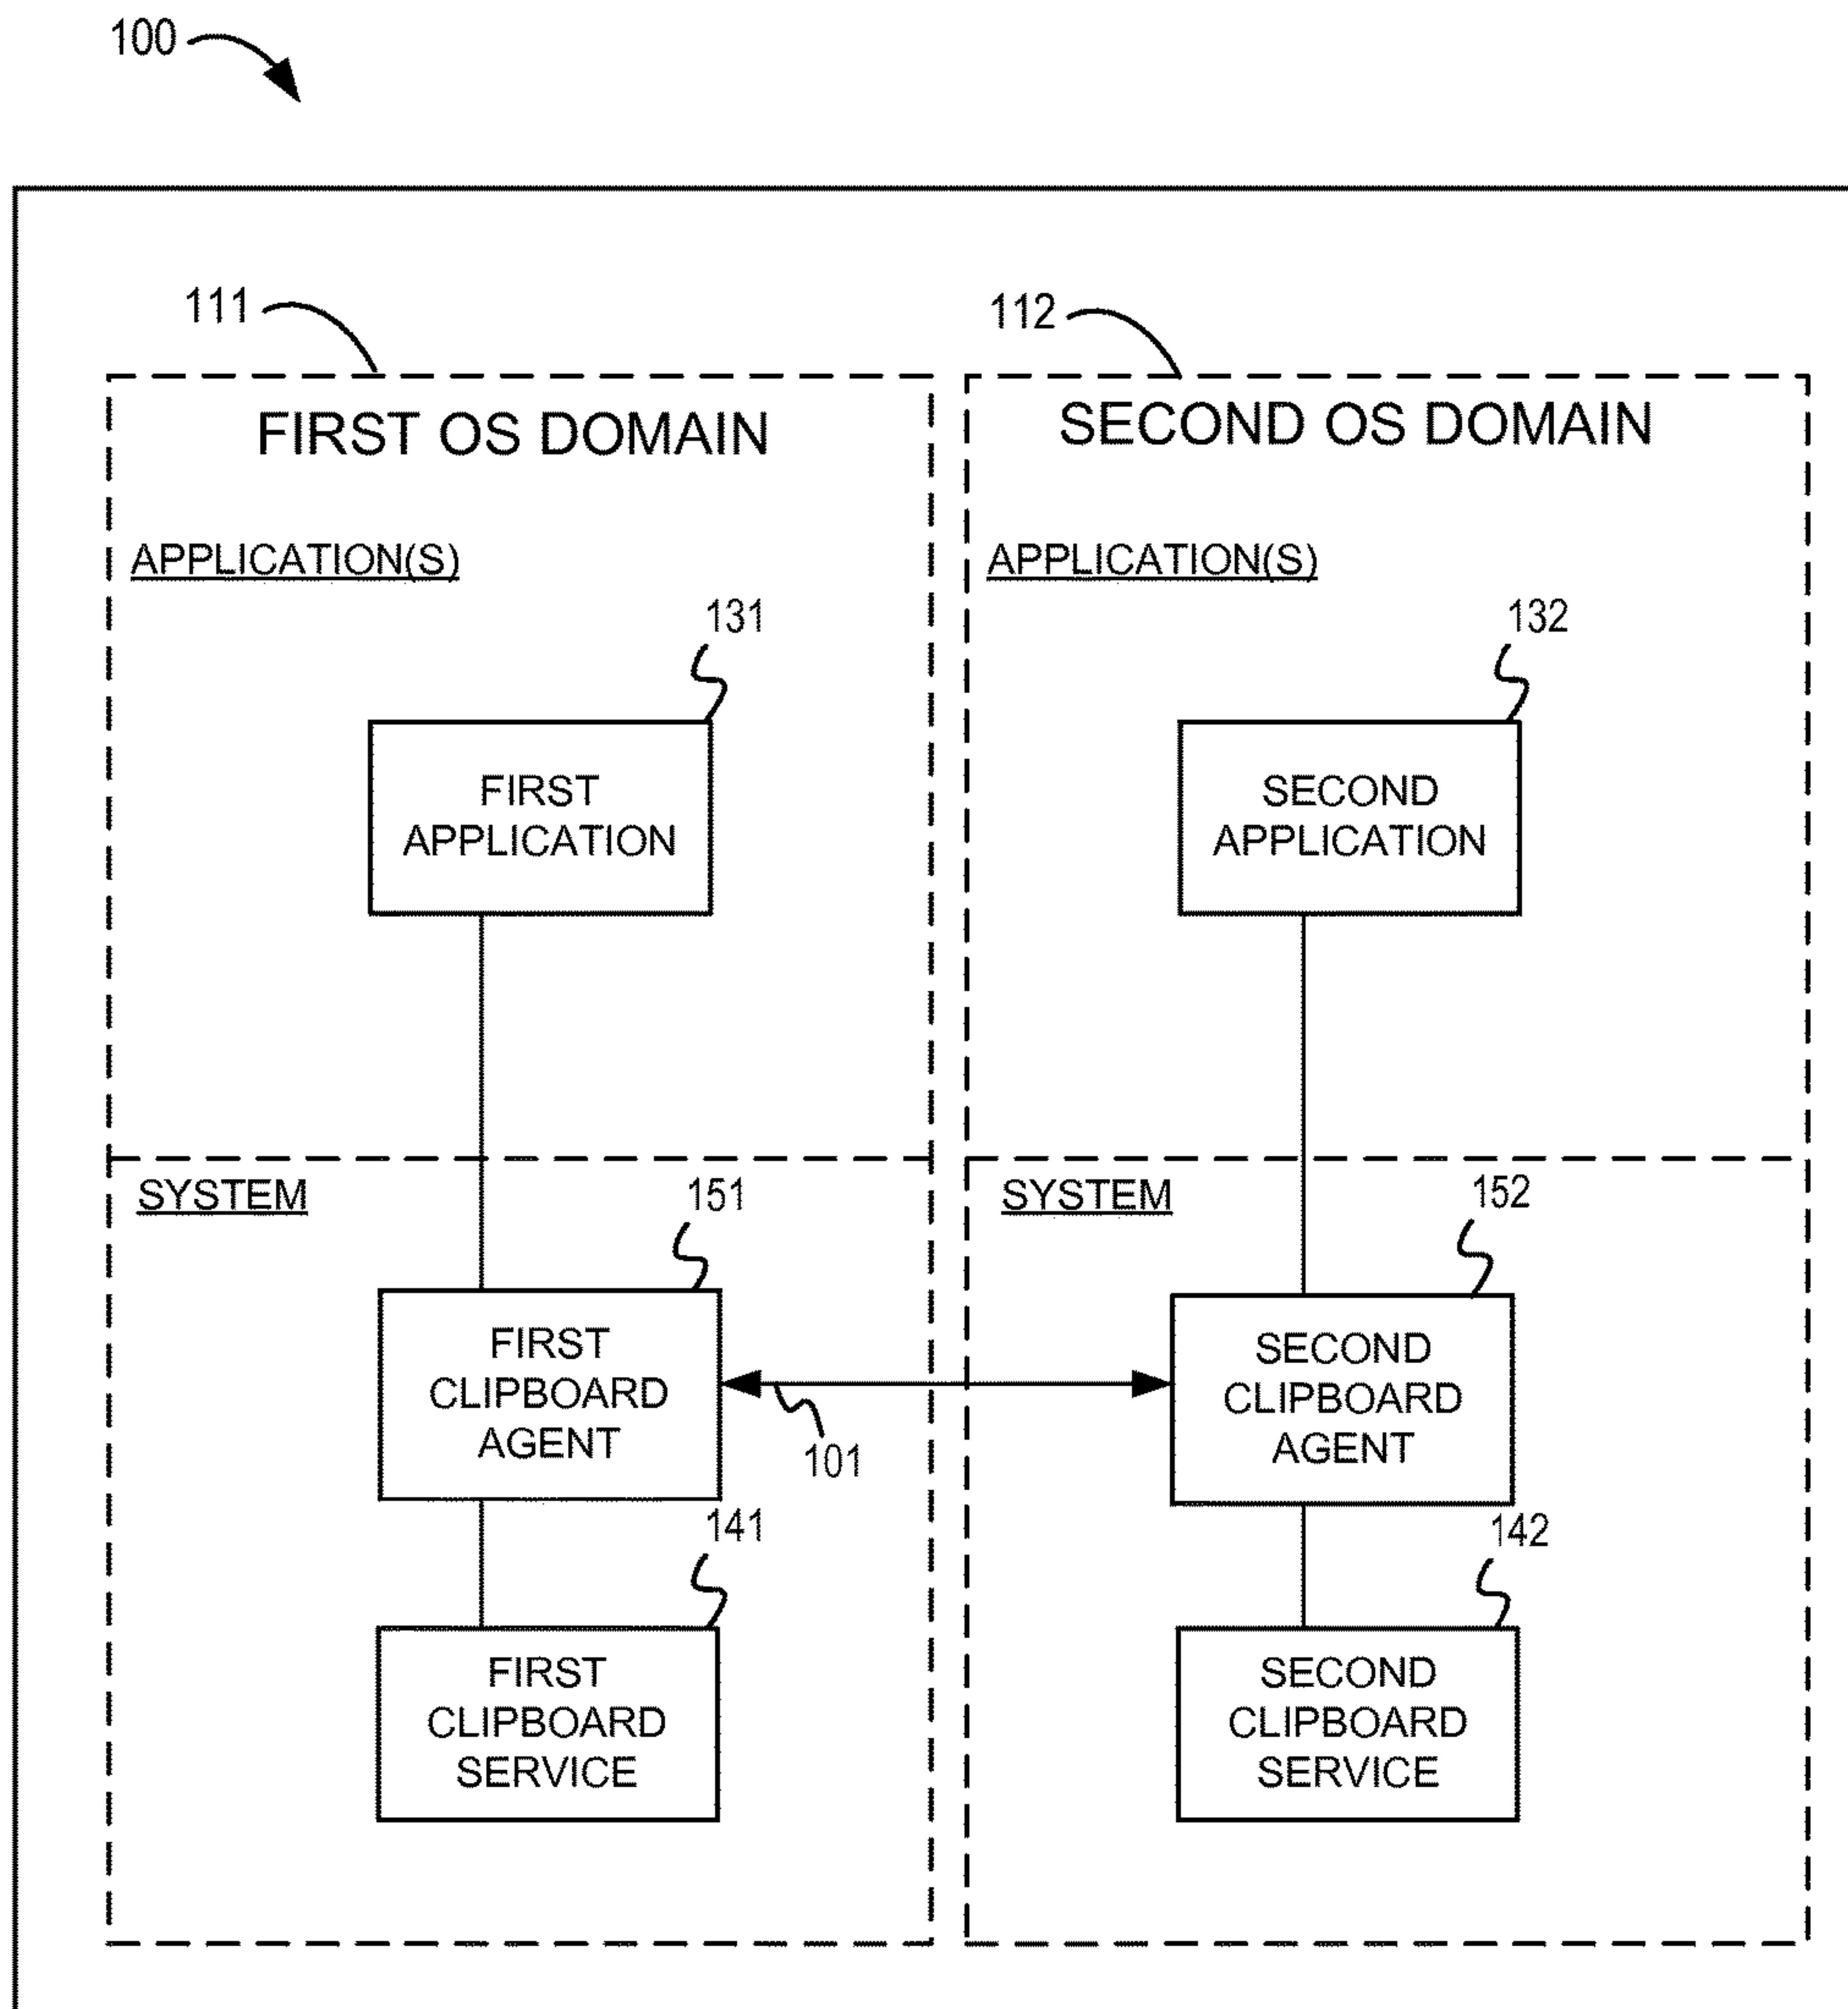 100
111
112
FIRST OS DOMAIN
SECOND OS DOMAIN
APPLICATION(S)
APPLICATION(S)
131
132
FIRST
APPLICATION
SECOND
APPLICATION
SYSTEM
SYSTEM
151
152
FIRST
CLIPBOARD
AGENT
SECOND
CLIPBOARD
AGENT
101
141
142
FIRST
CLIPBOARD
SERVICE
SECOND
CLIPBOARD
SERVICE